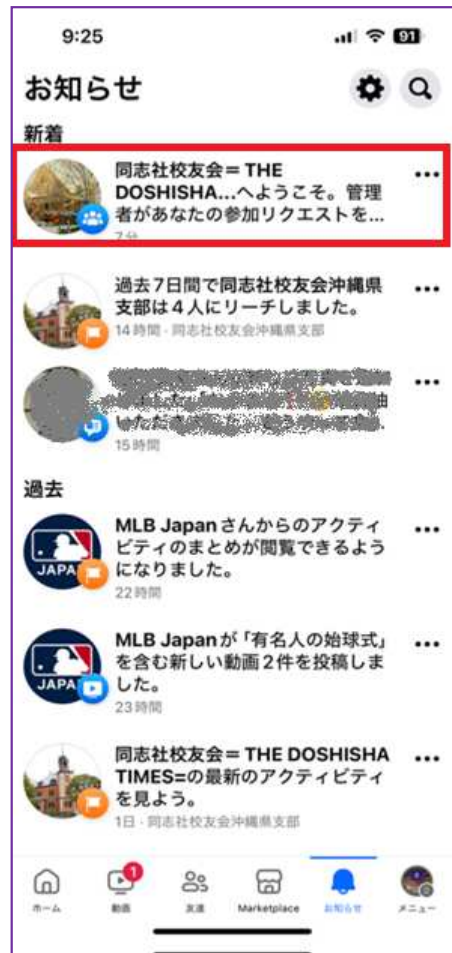 9:25
91
お知らせ
新着
同志社校友会= THE
DOSHISHA...へようこそ。管理
者があなたの参加リクエストを...
7分
過去7日間で同志社校友会沖縄県
支部は4人にリーチしました。
14時間・同志社校友会沖縄県支部
15時間
過去
MLB Japanさんからのアクティ
ビティのまとめが閲覧できるよう
になりました。
22時間
JAPA
MLB Japanが「有名人の始球式」
を含む新しい動画2件を投稿しま
した。
23時間
JAPA
同志社校友会= THE DOSHISHA
TIMES=の最新のアクティビティ
を見よう。
1日・同志社校友会沖縄県支部
1
ホーム
動画
友達
Marketplace
お知らせ
メニュー